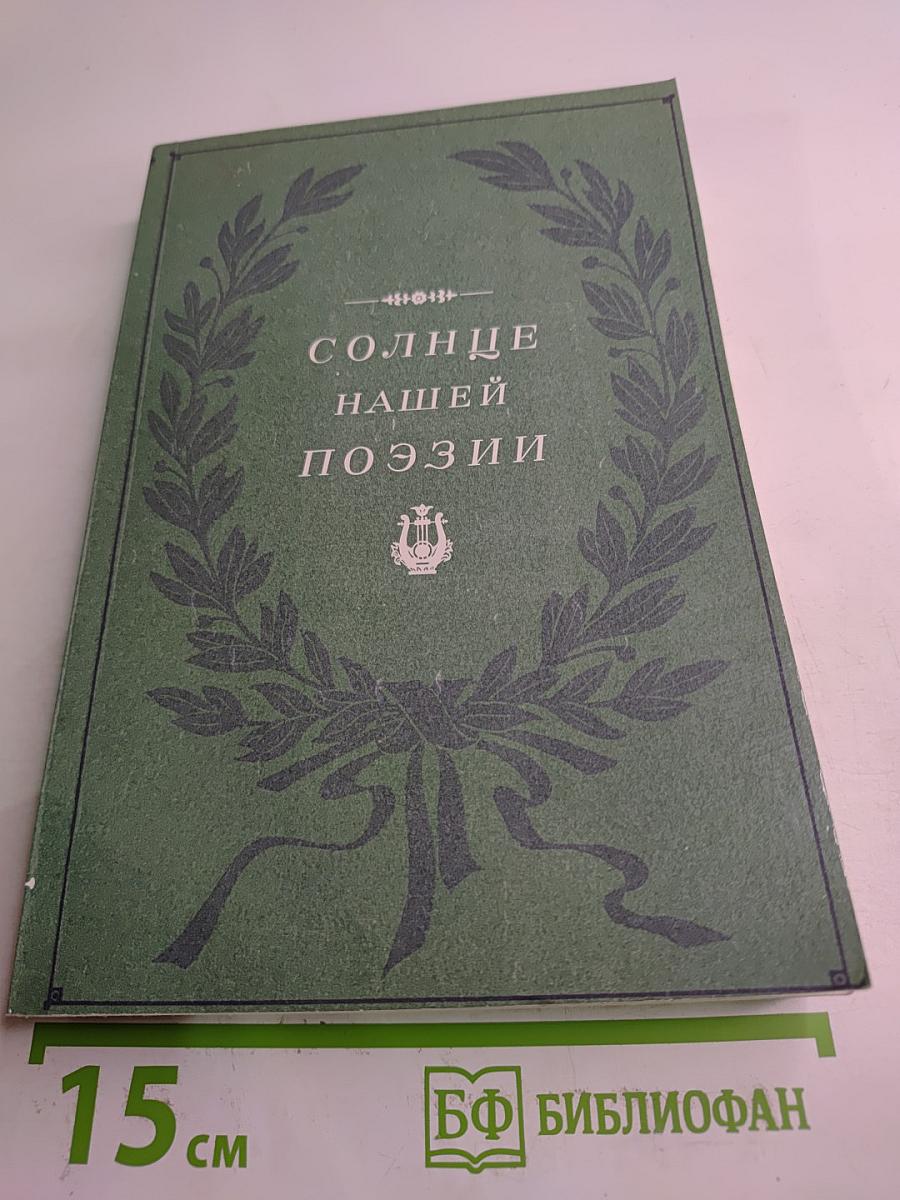 СОЛНЦЕ
НАШЕЙ
ПОЭЗИИ
15 см
БФ БИБЛИОФАН